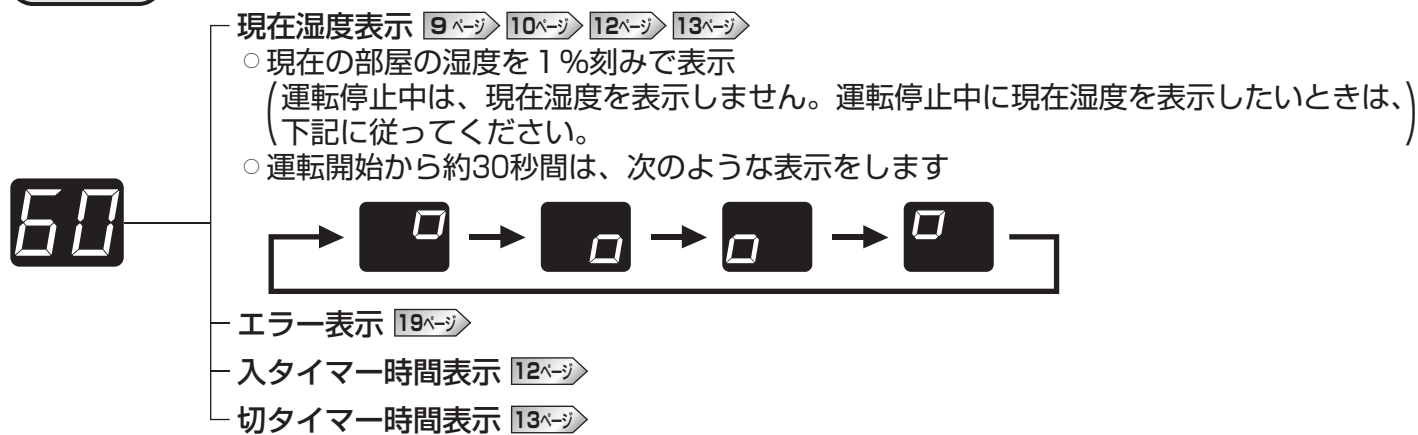 現在湿度表示 9ページ 10ページ 12ページ 13ページ
○現在の部屋の湿度を1%刻みで表示
(運転停止中は、現在湿度を表示しません。運転停止中に現在湿度を表示したいときは、
下記に従ってください。)
○運転開始から約30秒間は、次のような表示をします
60
エラー表示 19ページ
入タイマー時間表示 12ページ
切タイマー時間表示 13ページ